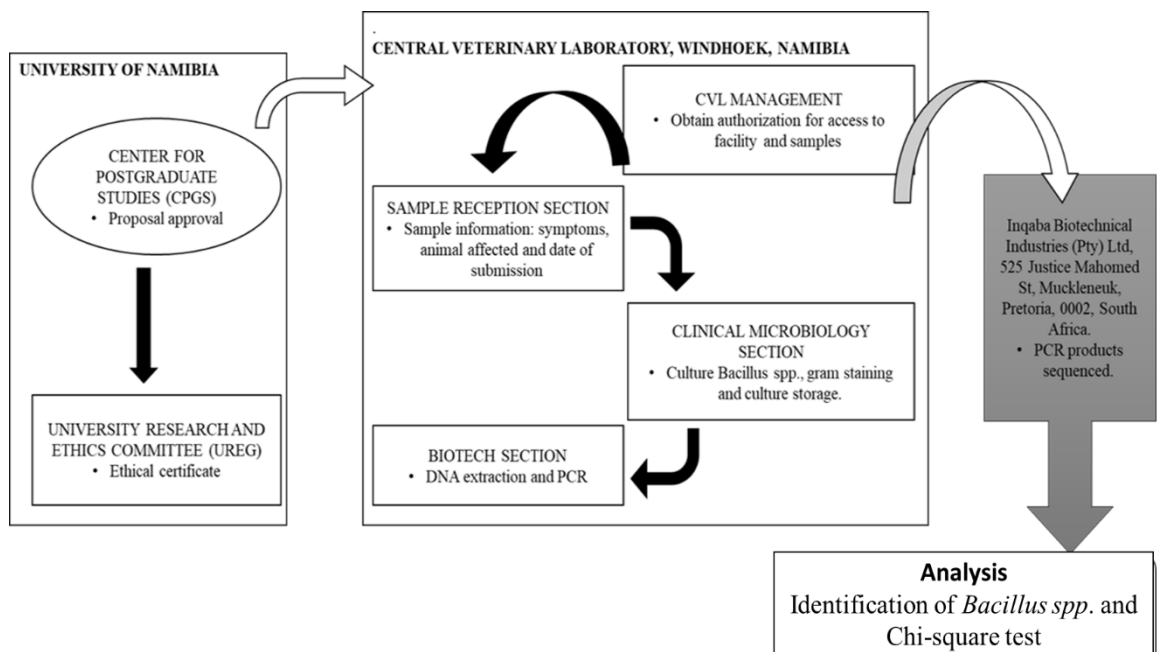 UNIVERSITY OF NAMIBIA
CENTER FOR
POSTGRADUATE
STUDIES (CPGS)
• Proposal approval
UNIVERSITY RESEARCH AND
ETHICS COMMITTEE (UREG)
• Ethical certificate
.
CENTRAL VETERINARY LABORATORY, WINDHOEK, NAMIBIA
CVL MANAGEMENT
• Obtain authorization for access to
facility and samples
SAMPLE RECEPTION SECTION
• Sample information: symptoms,
animal affected and date of
submission
CLINICAL MICROBIOLOGY
SECTION
• Culture Bacillus spp., gram staining
and culture storage.
BIOTECH SECTION
• DNA extraction and PCR
Inqaba Biotechnical
Industries (Pty) Ltd,
525 Justice Mahomed
St, Muckleneuk,
Pretoria, 0002, South
Africa.
• PCR products
sequenced.
Analysis
Identification of Bacillus spp. and
Chi-square test